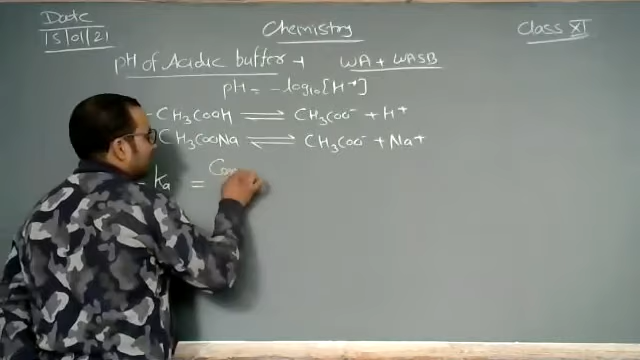 Date
15/01/21
Chemistry
Class XI
pH of Acidic buffer + WA + WASB
pH = -log₁₀[H⁺]
-CH₃COOH ⇌ CH₃COO⁻ + H⁺
CH₃COONa ⇌ CH₃COO⁻ + Na+
- Ka = Con